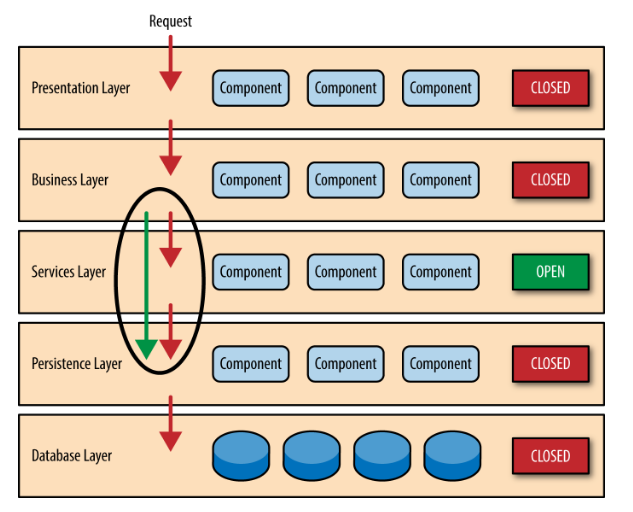 Request
Presentation Layer Component Component Component CLOSED
Business Layer Component Component Component CLOSED
Services Layer Component Component Component OPEN
Persistence Layer Component Component Component CLOSED
Database Layer CLOSED